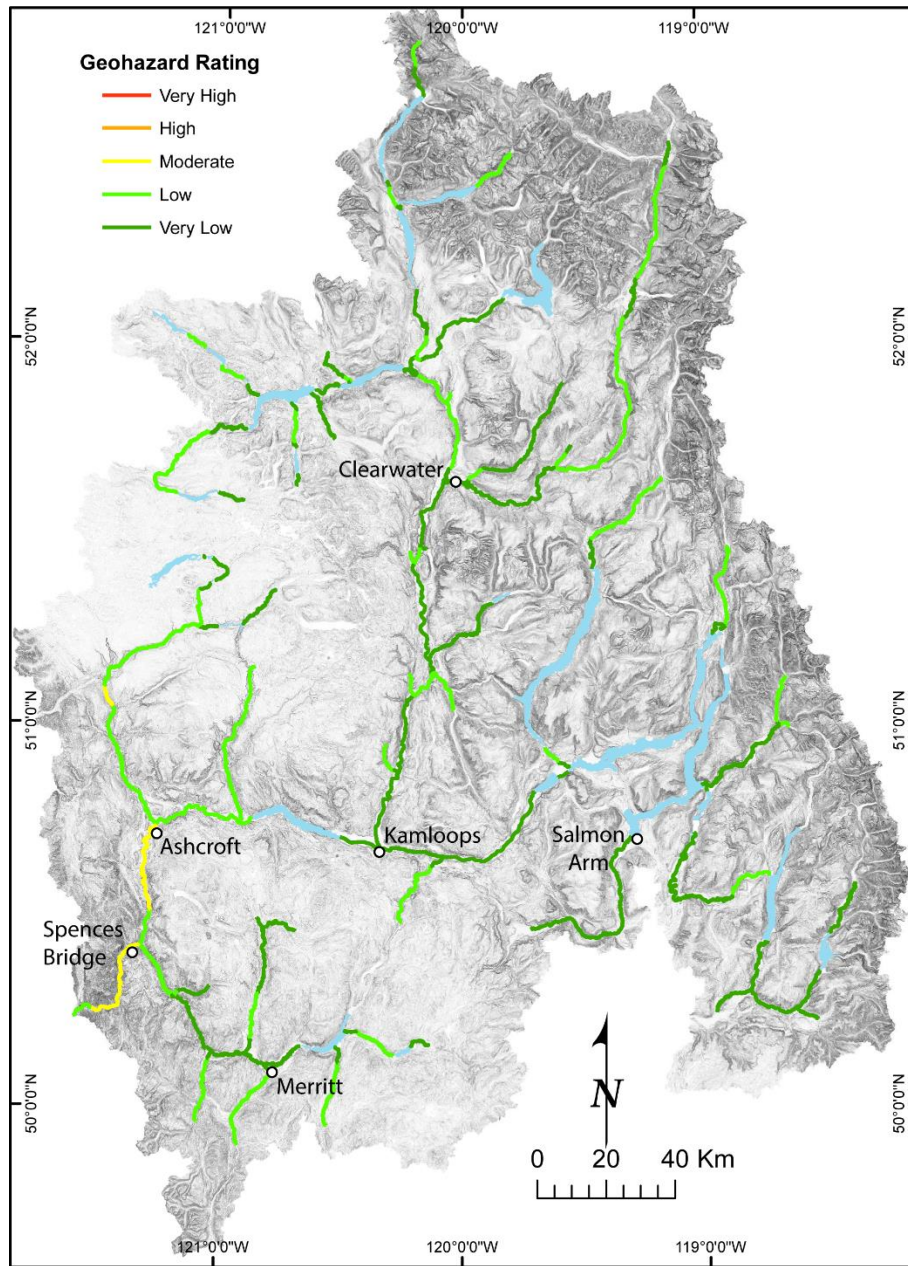 121°0'0"W
120°0'0"W
119°0'0"W
Geohazard Rating
Very High
High
Moderate
Low
Very Low
52°0'0"N
52°0'0"N
Clearwater
51°0'0"N
51°0'0"N
Ashcroft
Kamloops
Salmon
Arm
Spences
Bridge
Merritt
50°0'0"N
50°0'0"N
N
0 20 40 Km
121°0'0"W
120°0'0"W
119°0'0"W